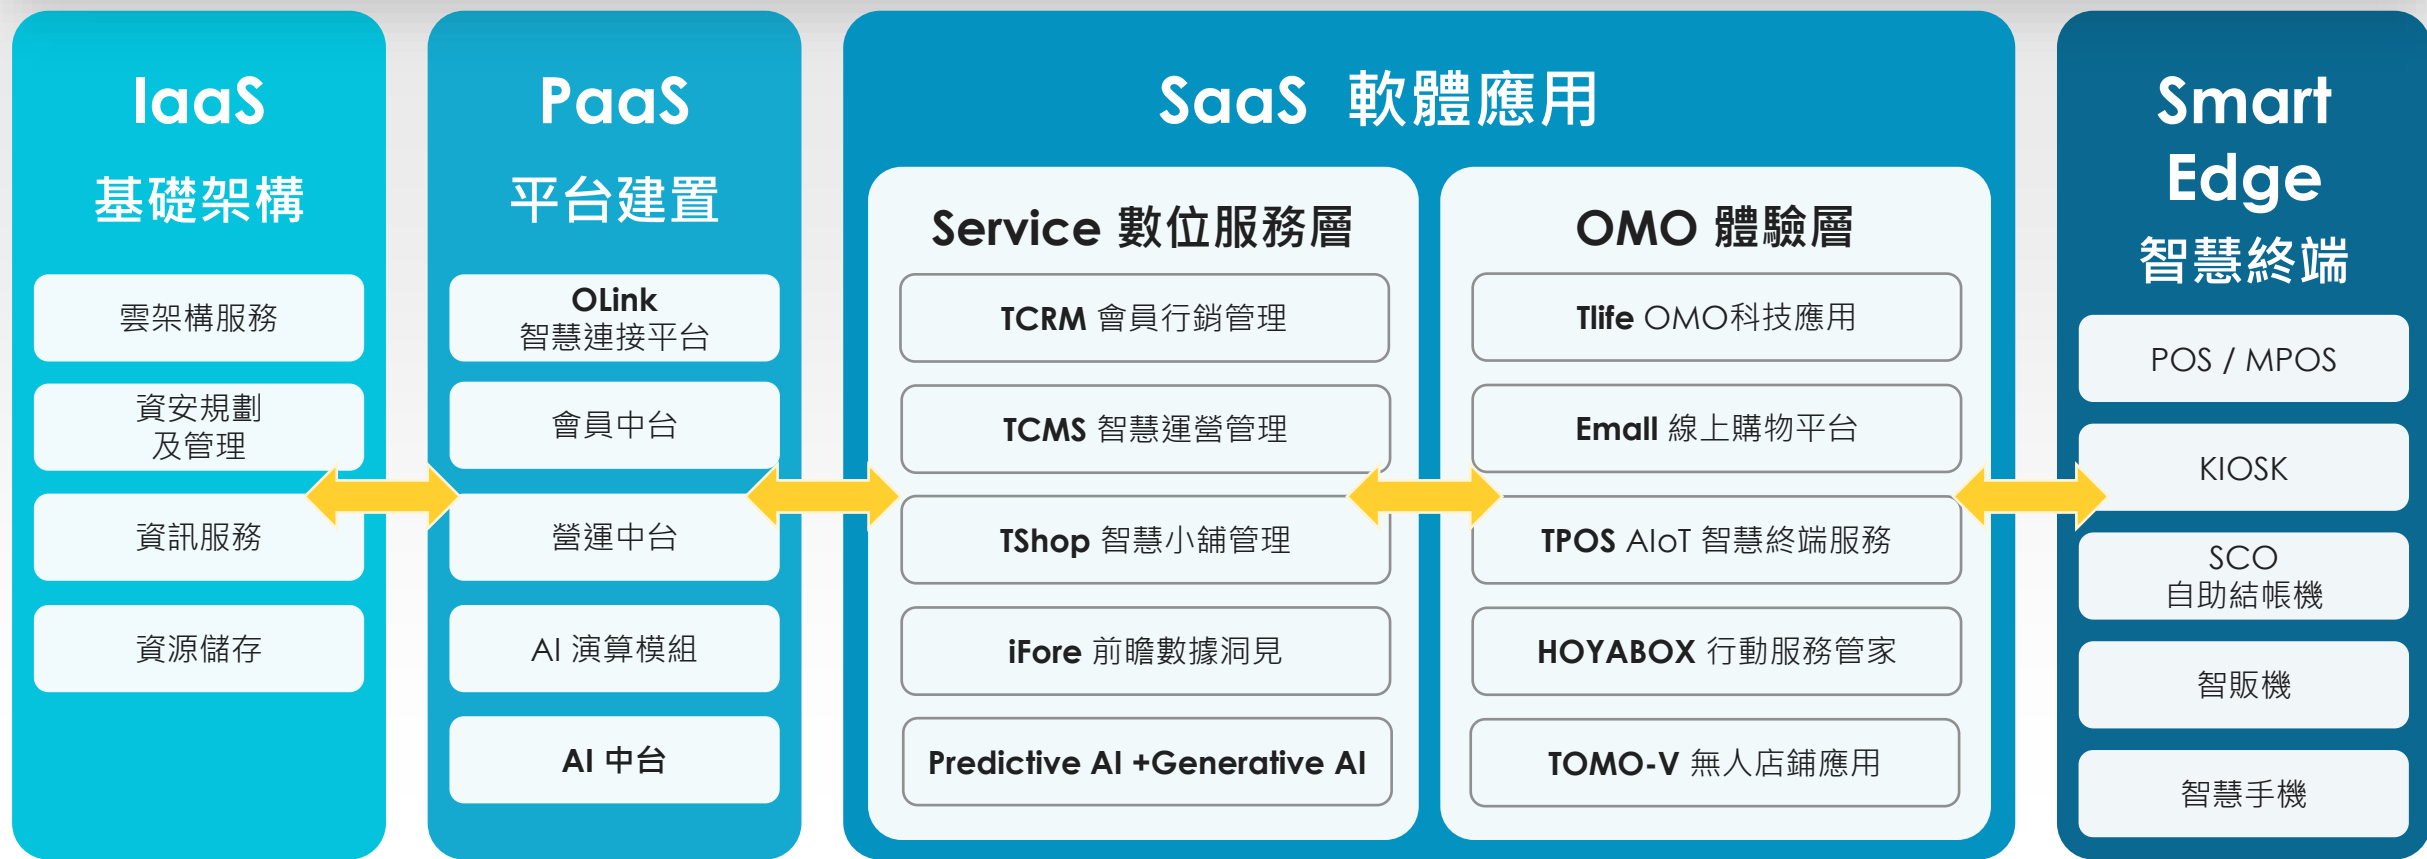 IaaS
基礎架構
雲架構服務
資安規劃
及管理
資訊服務
資源儲存
PaaS
平台建置
OLink
智慧連接平台
會員中台
營運中台
AI 演算模組
AI 中台
SaaS 軟體應用
Service 數位服務層
TCRM 會員行銷管理
TCMS 智慧運營管理
TShop 智慧小舖管理
iFore 前瞻數據洞見
Predictive AI +Generative AI
OMO 體驗層
Tlife OMO科技應用
Emall 線上購物平台
TPOS AIoT 智慧終端服務
HOYABOX 行動服務管家
TOMO-V 無人店鋪應用
Smart
Edge
智慧終端
POS / MPOS
KIOSK
SCO
自助結帳機
智販機
智慧手機